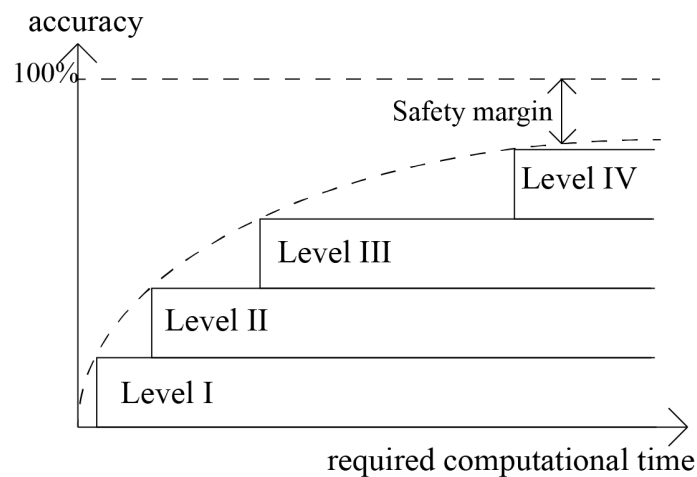 accuracy
100%
Safety margin
Level IV
Level III
Level II
Level I
required computational time